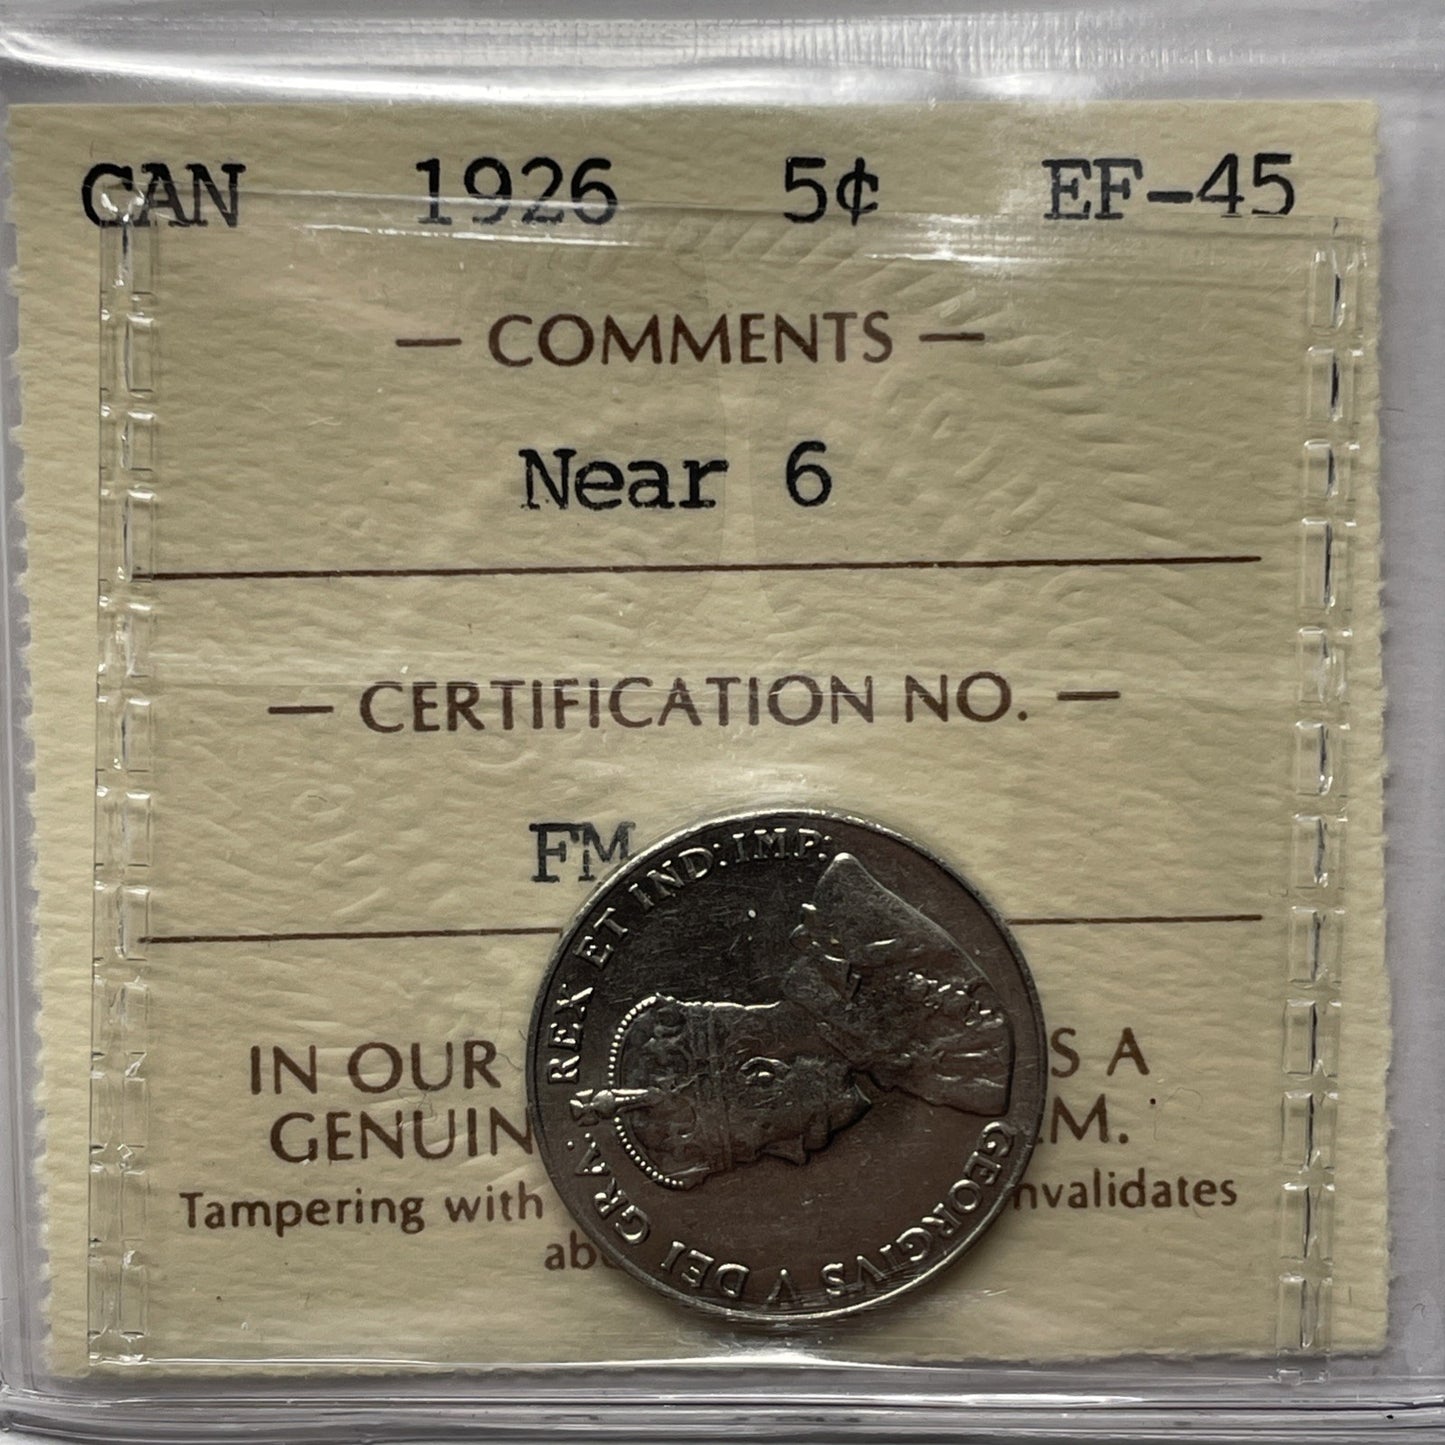 CAN 1926 5¢ EF-45
— COMMENTS —
Near 6
— CERTIFICATION NO. —
FM
IN OUR S A
GENUIN .M.
Tampering with nvalidates
ab
GEORGIVS V DEI GRA: REX ET IND: IMP: